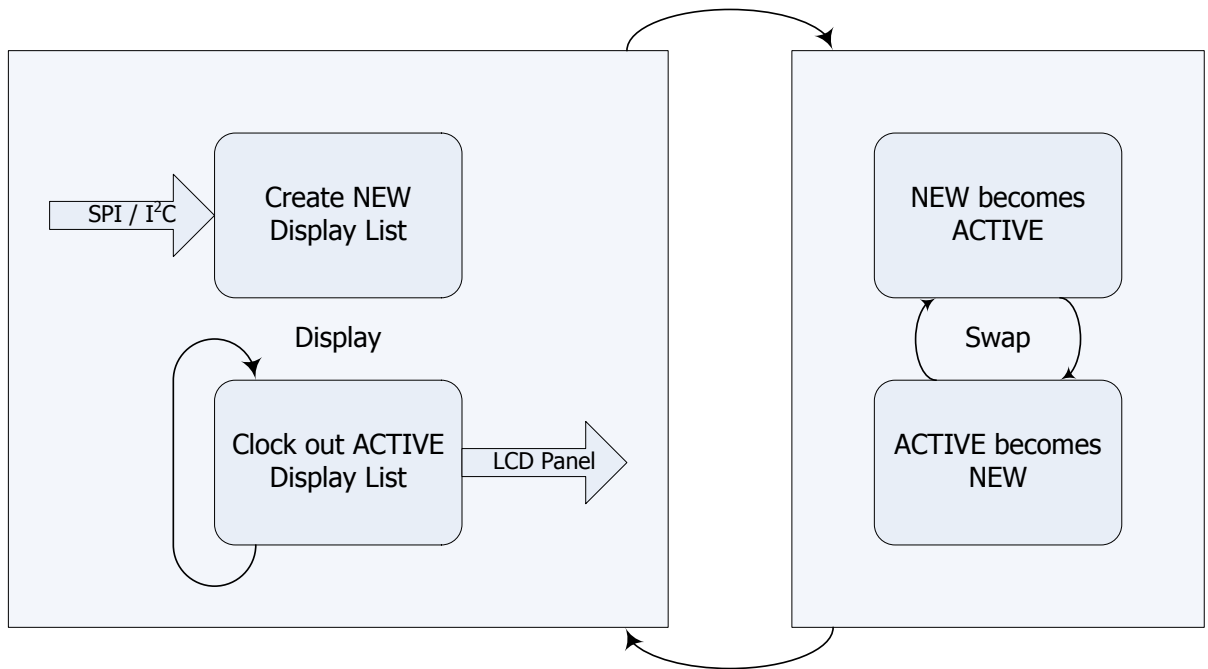 SPI / I²C
Create NEW
Display List
Display
Clock out ACTIVE
Display List
LCD Panel
NEW becomes
ACTIVE
Swap
ACTIVE becomes
NEW